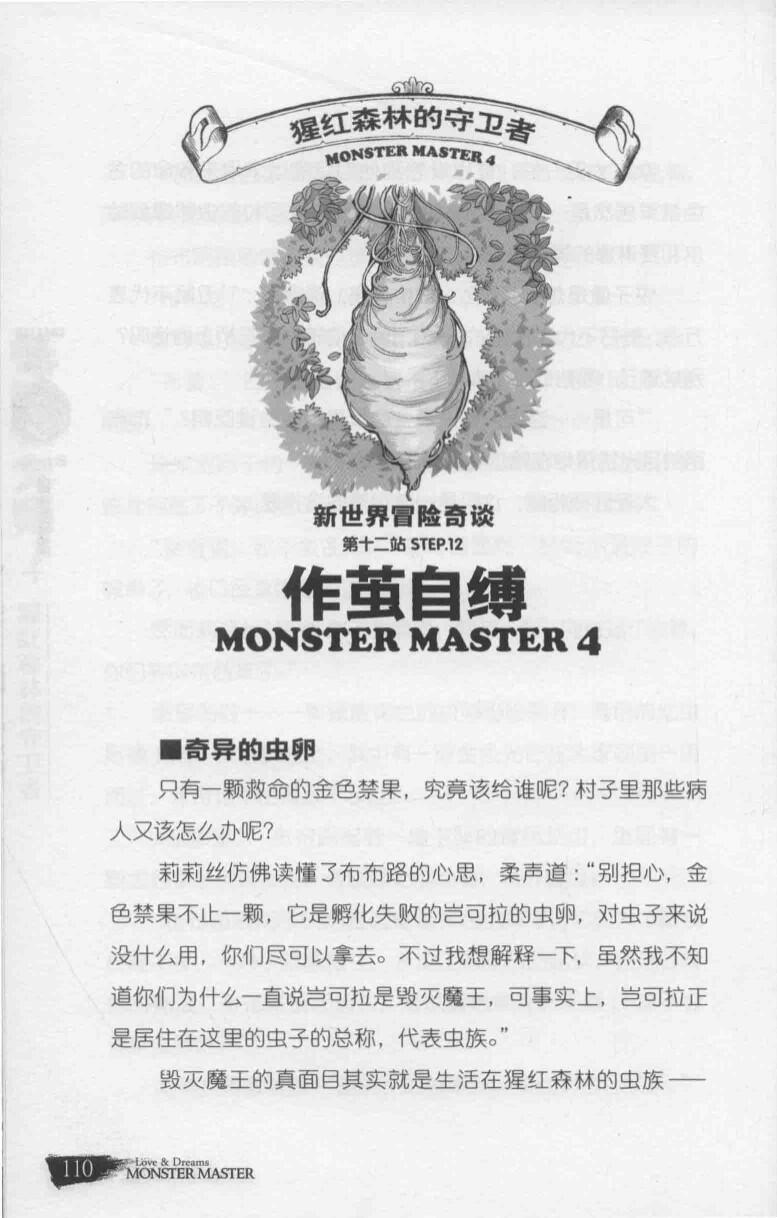 猩红森林的守卫者
MONSTER MASTER 4
新世界冒险奇谈
第十二站 STEP.12
作茧自缚
MONSTER MASTER 4
■奇异的虫卵
只有一颗救命的金色禁果，究竟该给谁呢？村子里那些病
人又该怎么办呢？
莉莉丝仿佛读懂了布布路的心思，柔声道：“别担心，金
色禁果不止一颗，它是孵化失败的岂可拉的虫卵，对虫子来说
没什么用，你们尽可以拿去。不过我想解释一下，虽然我不知
道你们为什么一直说岂可拉是毁灭魔王，可事实上，岂可拉正
是居住在这里的虫子的总称，代表虫族。”
毁灭魔王的真面目其实就是生活在猩红森林的虫族——
110
Love & Dreams
MONSTER MASTER